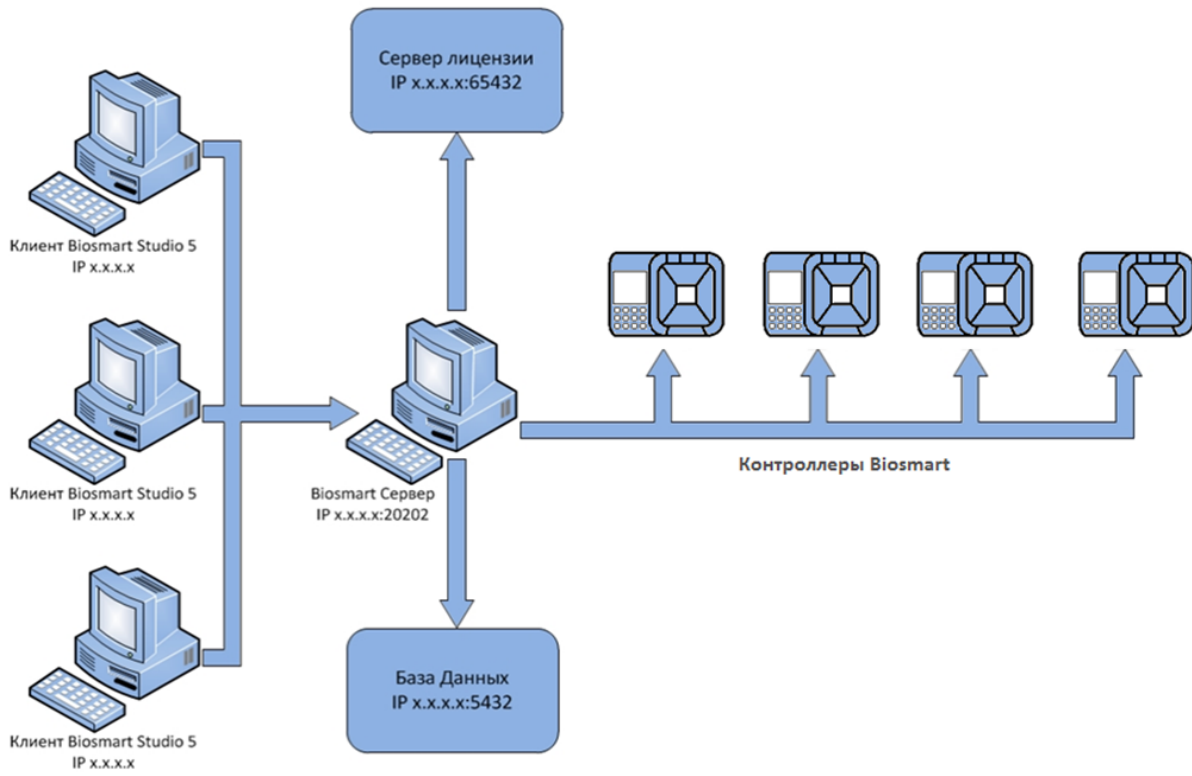 Сервер лицензии
IP x.x.x.x:65432
Клиент Biosmart Studio 5
IP x.x.x.x
Клиент Biosmart Studio 5
IP x.x.x.x
Biosmart Сервер
IP x.x.x.x:20202
Контроллеры Biosmart
База Данных
IP x.x.x.x:5432
Клиент Biosmart Studio 5
IP x.x.x.x